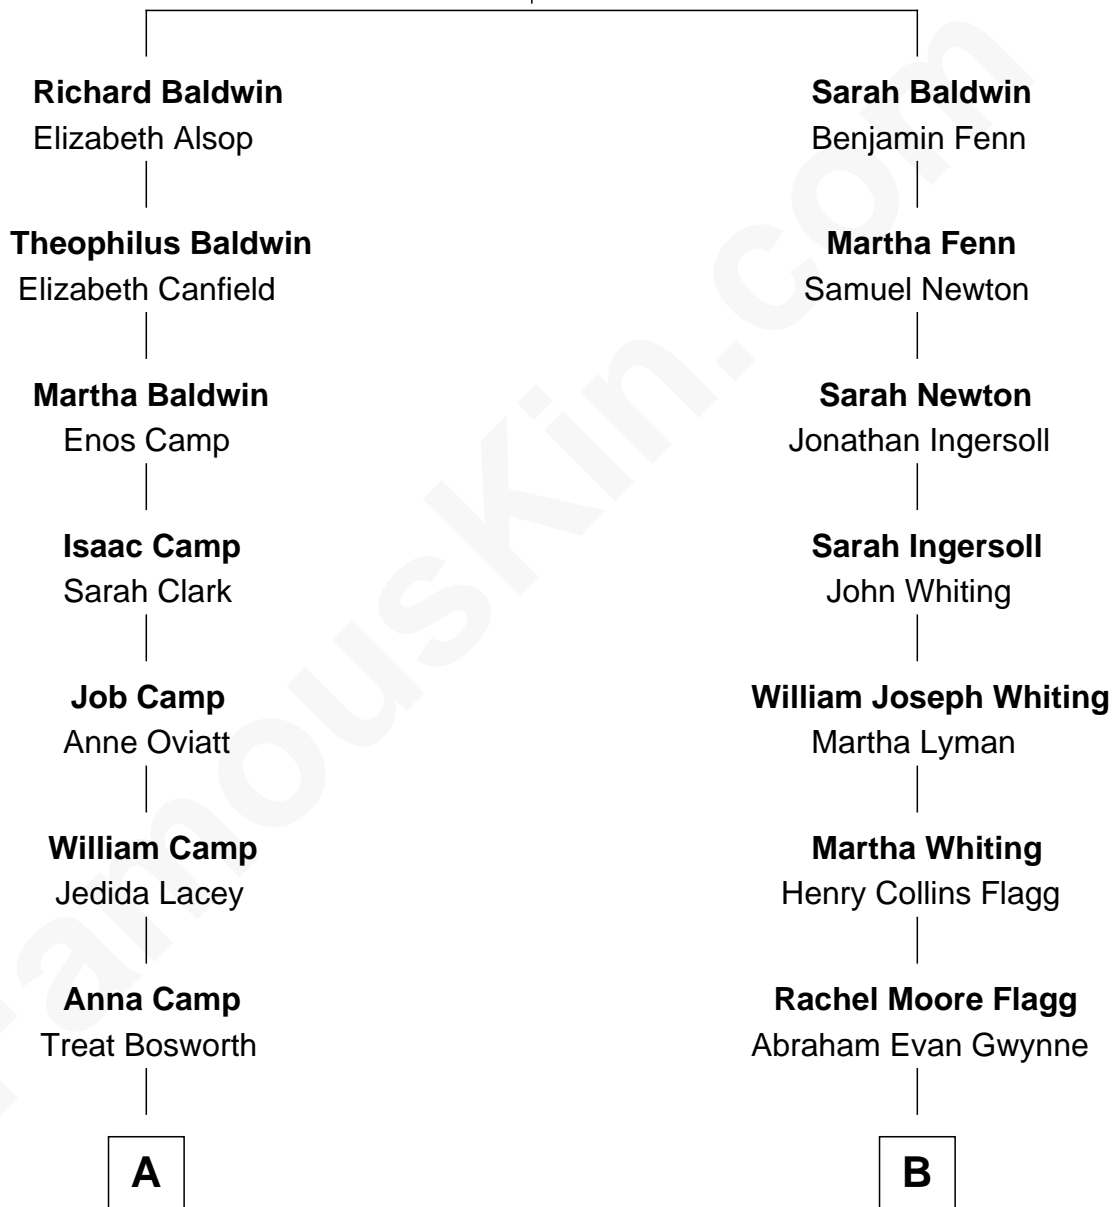 Richard Baldwin
Elizabeth Alsop
Theophilus Baldwin
Elizabeth Canfield
Martha Baldwin
Enos Camp
Isaac Camp
Sarah Clark
Job Camp
Anne Oviatt
William Camp
Jedida Lacey
Anna Camp
Treat Bosworth
A
Sarah Baldwin
Benjamin Fenn
Martha Fenn
Samuel Newton
Sarah Newton
Jonathan Ingersoll
Sarah Ingersoll
John Whiting
William Joseph Whiting
Martha Lyman
Martha Whiting
Henry Collins Flagg
Rachel Moore Flagg
Abraham Evan Gwynne
B
FamousKin.com